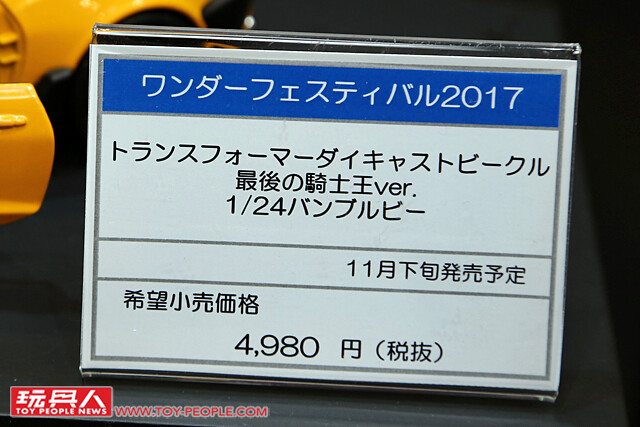 ワンダーフェスティバル2017
トランスフォーマーダイキャストビークル
最後の騎士王ver.
1/24バンブルビー
11月下旬発売予定
希望小売価格
4,980 円（税抜）
玩具人
TOY PEOPLE NEWS
WWW.TOY-PEOPLE.COM